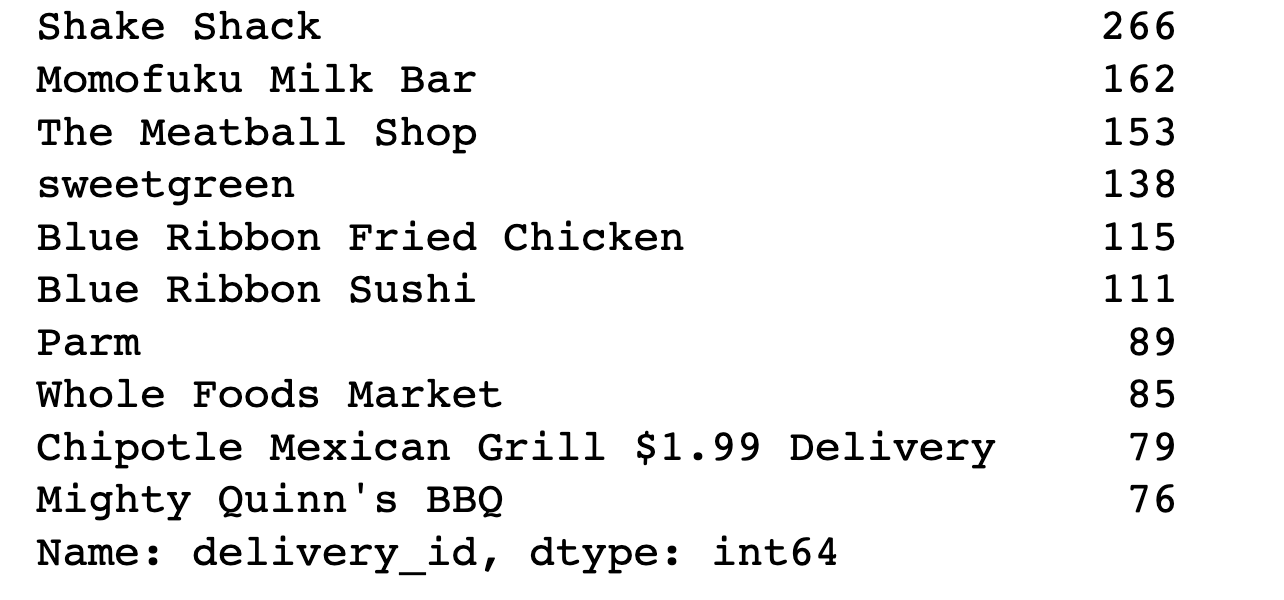 Shake Shack 266
Momofuku Milk Bar 162
The Meatball Shop 153
sweetgreen 138
Blue Ribbon Fried Chicken 115
Blue Ribbon Sushi 111
Parm 89
Whole Foods Market 85
Chipotle Mexican Grill $1.99 Delivery 79
Mighty Quinn's BBQ 76
Name: delivery_id, dtype: int64